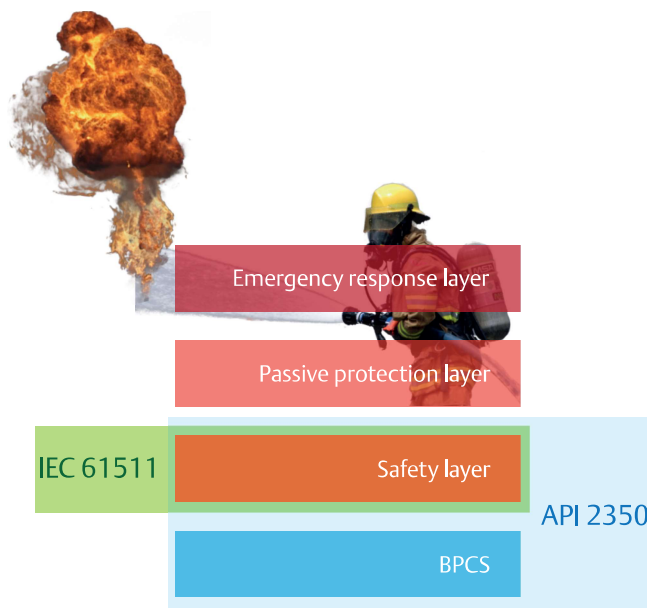 Emergency response layer
Passive protection layer
IEC 61511
Safety layer
API 2350
BPCS